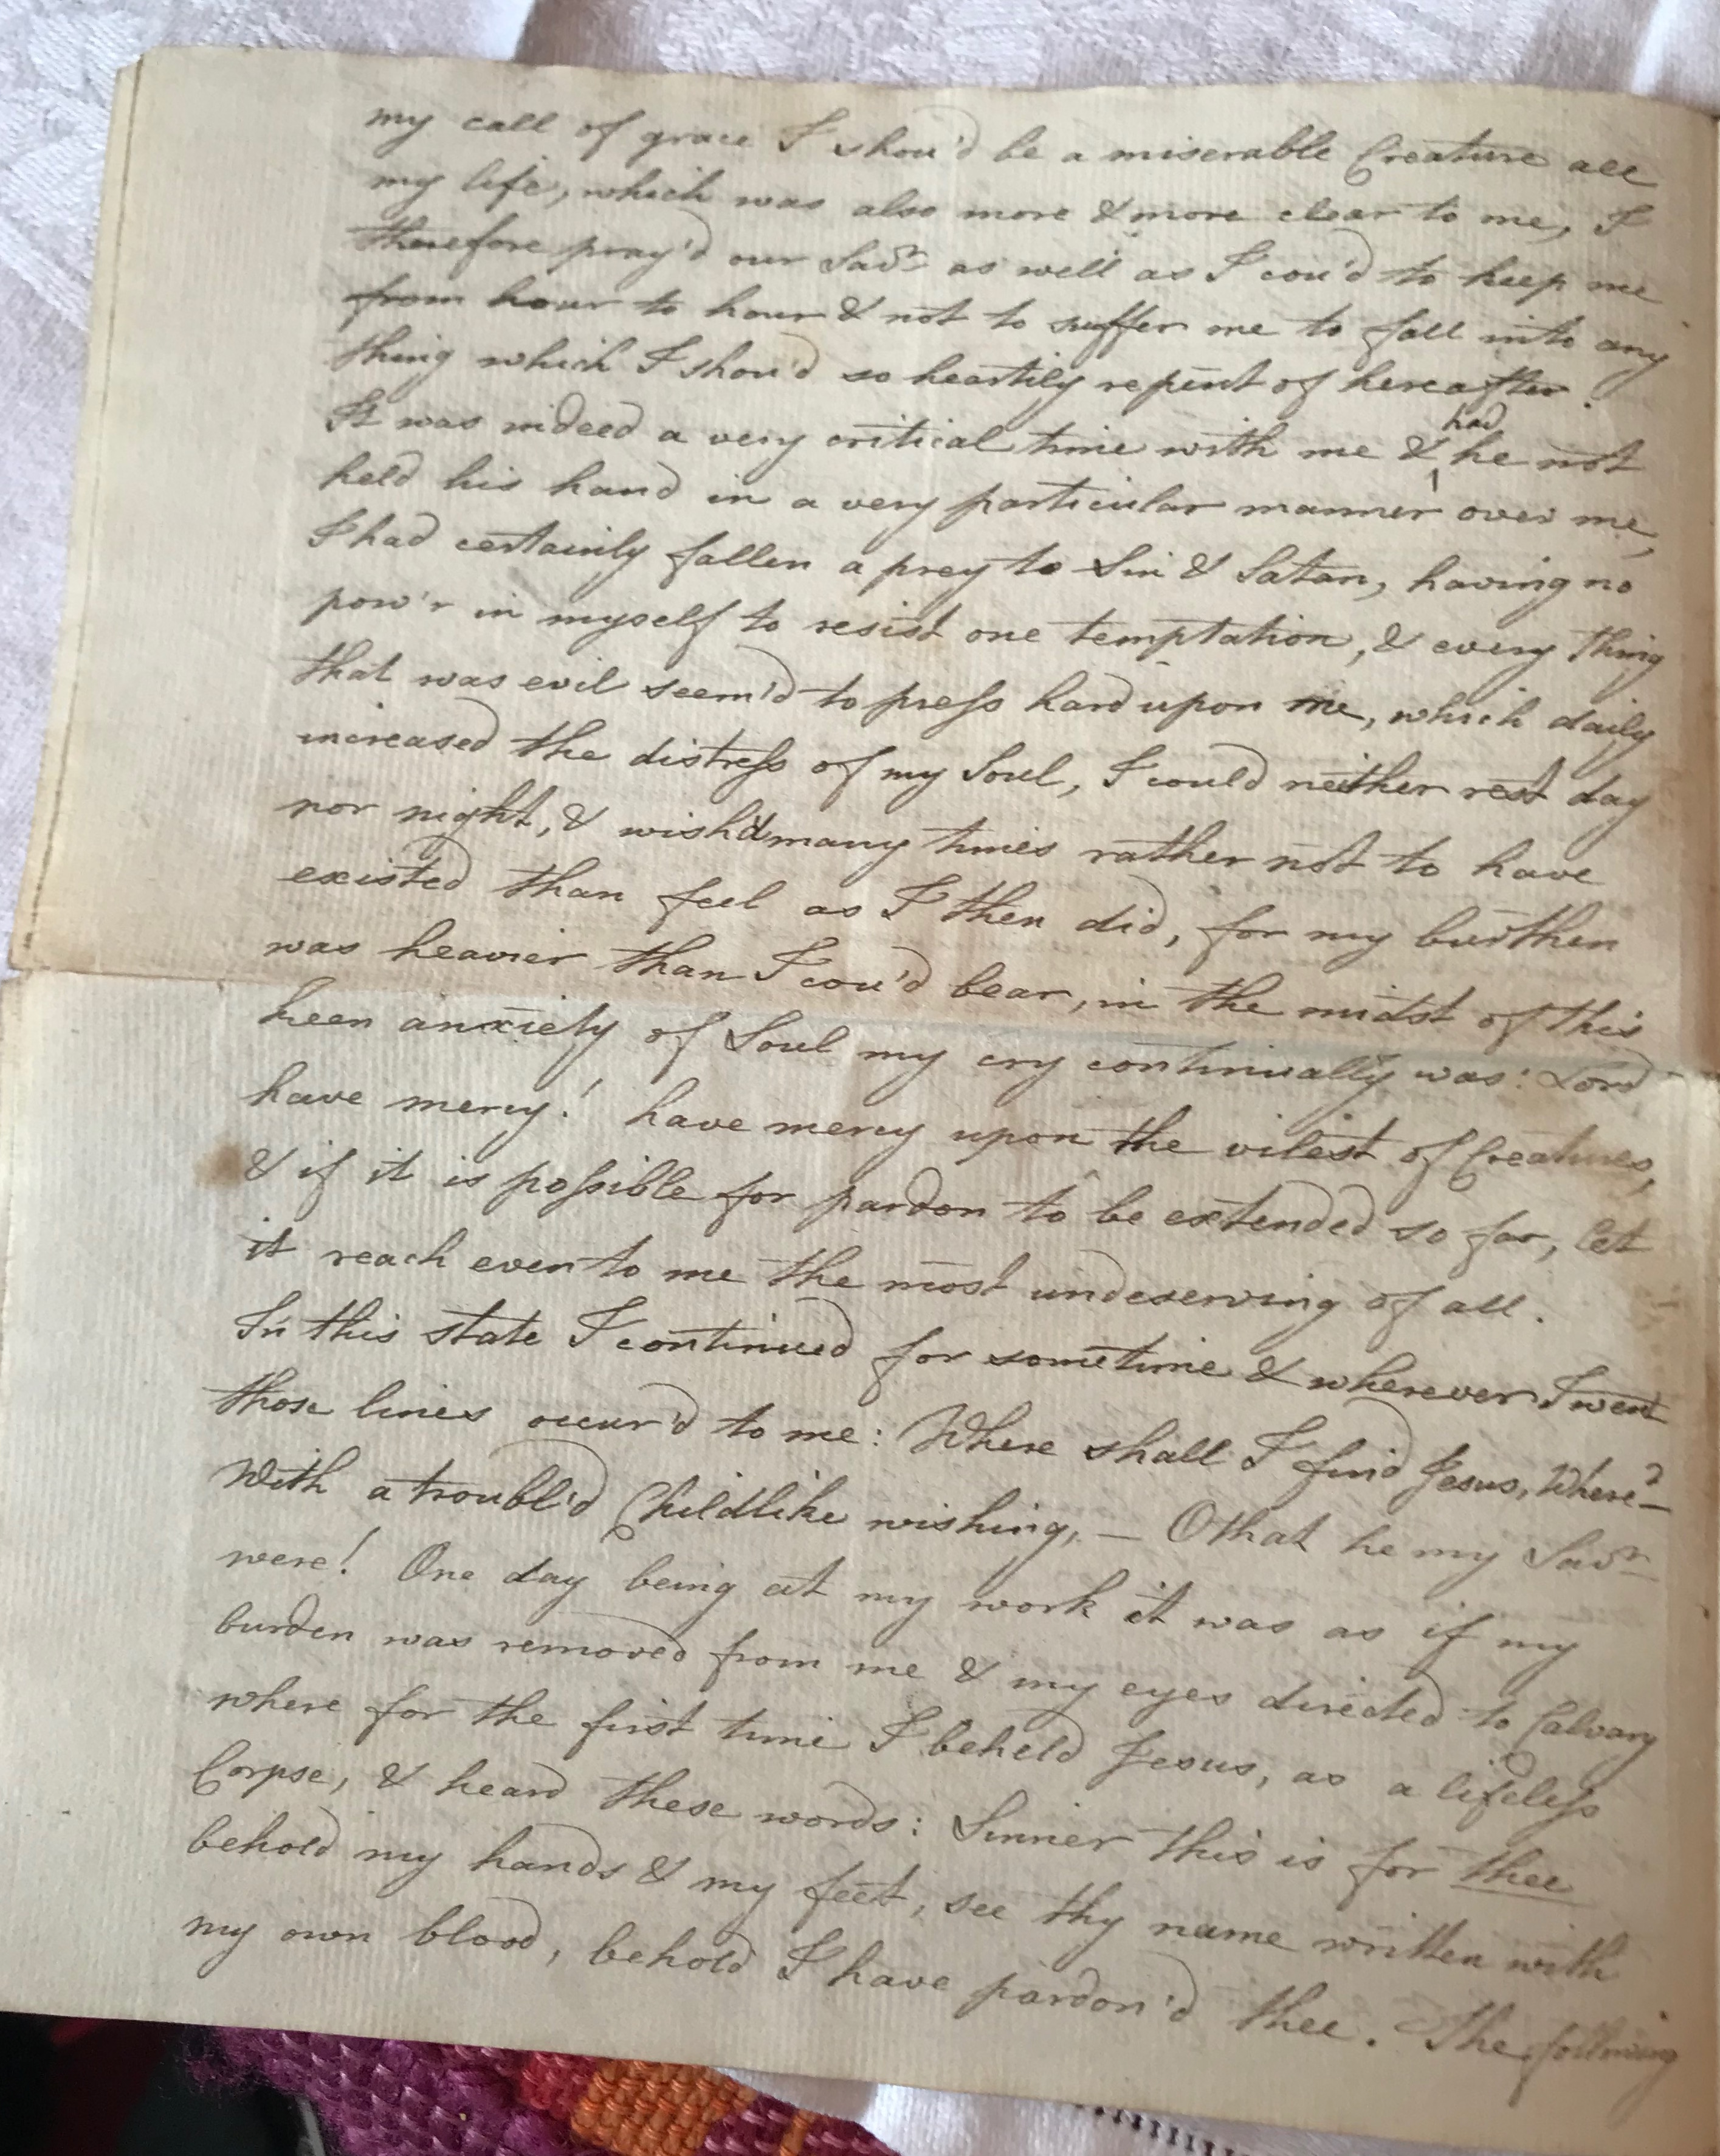 my call of grace I shou'd be a miserable Creature all
my life, which was also more & more clear to me, I
therefore pray'd our Savr as well as I cou'd to keep me
from hour to hour & not to suffer me to fall into any
thing which I shou'd so heartily repent of hereafter.
It was indeed a very critical time with me & had he not
held his hand in a very particular manner over me,
I had certainly fallen a prey to Sin & Satan, having no
pow'r in myself to resist one temptation, & every thing
that was evil seem'd to press hard upon me, which daily
increased the distress of my Soul, I could neither rest day
nor night, & wish'd many times rather not to have
existed than feel as I then did, for my burthen
was heavier than I cou'd bear, in the midst of this
keen anxiety of Soul my cry continually was: Lord
have mercy! have mercy upon the vilest of Creatures,
& if it is possible for pardon to be extended so far, let
it reach even to me the most undeserving of all.
In this state I continued for sometime & wherever I went
those lines occur'd to me: Where shall I find Jesus, Where? —
With a troubl'd Childlike wishing, — O that he my Savr
were! One day being at my work it was as if my
burden was removed from me & my eyes directed to Calvary
where for the first time I beheld Jesus, as a lifeless
Corpse, & heard these words: Sinner this is for thee
behold my hands & my feet, see thy name written with
my own blood, behold I have pardon'd thee. The following